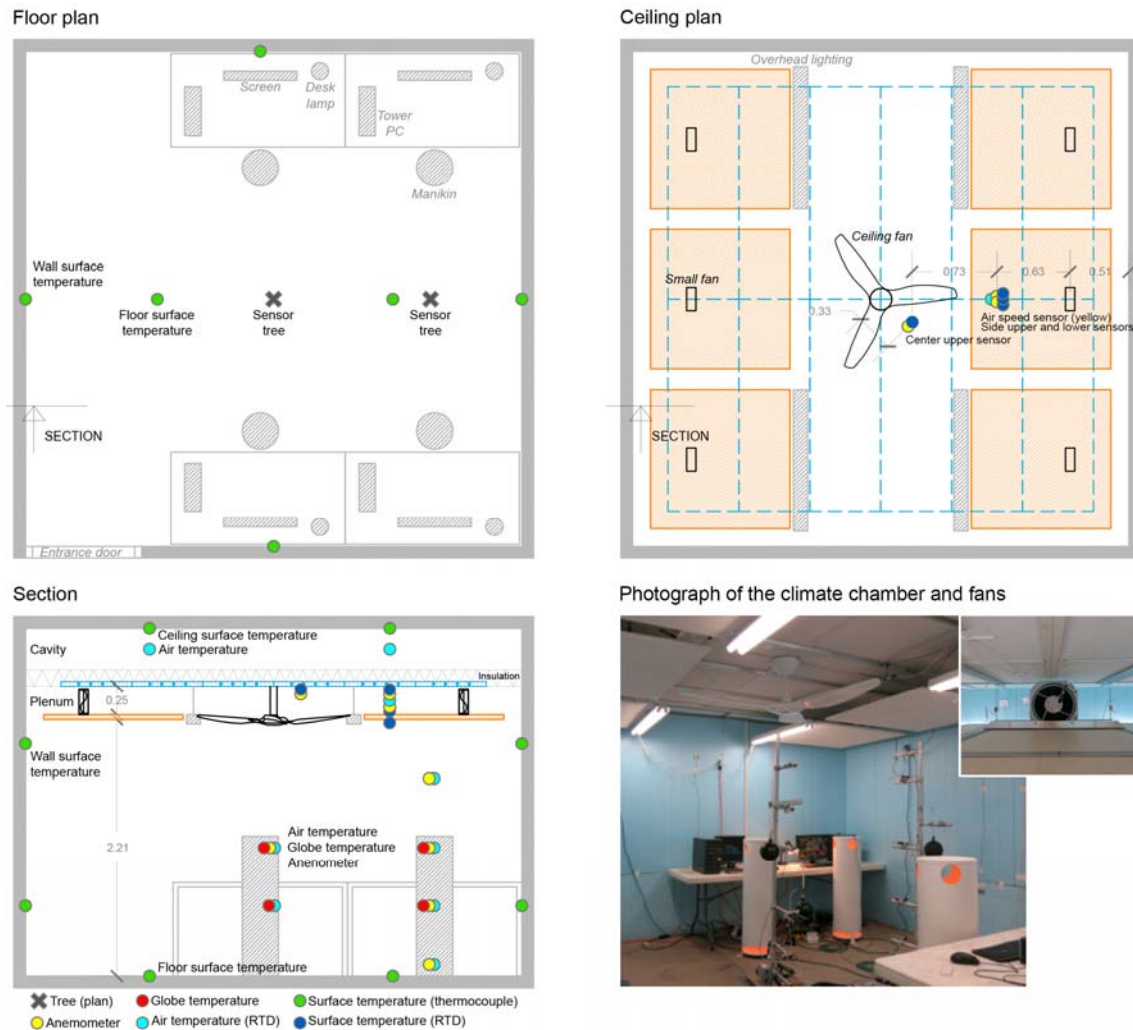 Floor plan
Screen
Desk
lamp
Tower
PC
Manikin
Wall surface
temperature
Floor surface
temperature
Sensor
tree
Sensor
tree
SECTION
Entrance door
Ceiling plan
Overhead lighting
Ceiling fan
0.73
0.63
0.51
Small fan
0.33
Air speed sensor (yellow)
Side upper and lower sensors
Center upper sensor
SECTION
Section
Ceiling surface temperature
Cavity
Air temperature
Insulation
Plenum
0.25
Wall surface
temperature
2.21
Air temperature
Globe temperature
Anenometer
Floor surface temperature
Tree (plan)
Globe temperature
Surface temperature (thermocouple)
Anemometer
Air temperature (RTD)
Surface temperature (RTD)
Photograph of the climate chamber and fans